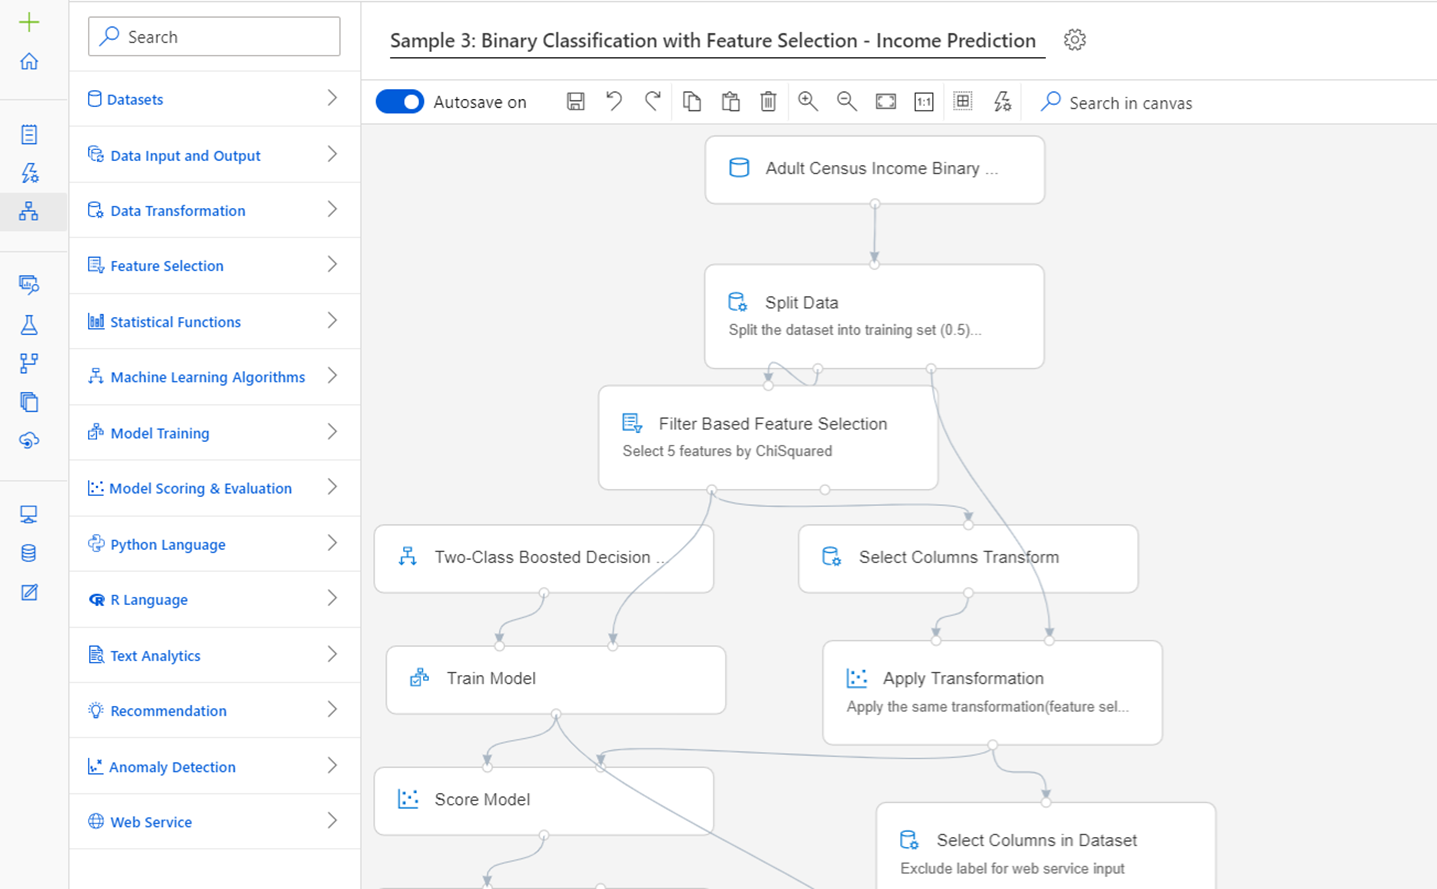 Search
Datasets
Data Input and Output
Data Transformation
Feature Selection
Statistical Functions
Machine Learning Algorithms
Model Training
Model Scoring & Evaluation
Python Language
R Language
Text Analytics
Recommendation
Anomaly Detection
Web Service
Sample 3: Binary Classification with Feature Selection - Income Prediction
Autosave on
1:1
Search in canvas
Adult Census Income Binary ...
Split Data
Split the dataset into training set (0.5)...
Filter Based Feature Selection
Select 5 features by ChiSquared
Two-Class Boosted Decision ...
Select Columns Transform
Train Model
Apply Transformation
Apply the same transformation(feature sel...
Score Model
Select Columns in Dataset
Exclude label for web service input